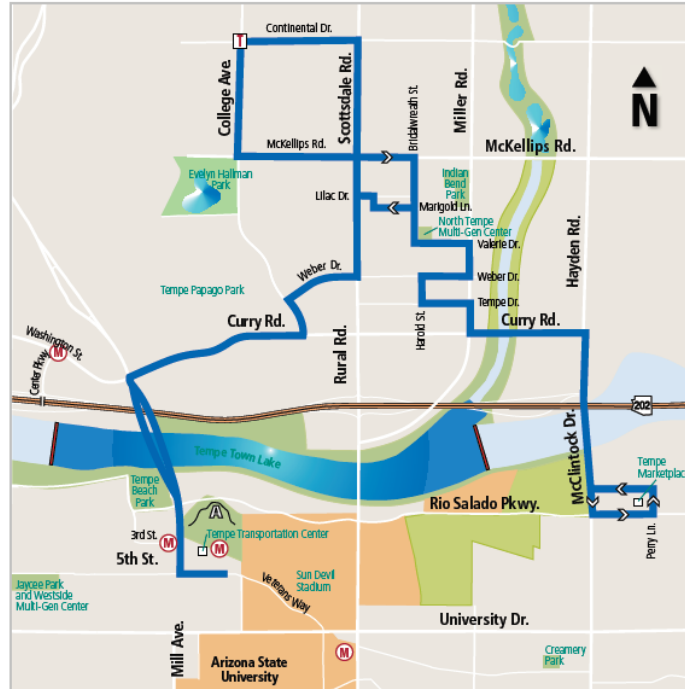 Continental Dr.
T
College Ave.
Scottsdale Rd.
Bridalwreath St.
Miller Rd.
N
McKellips Rd.
McKellips Rd.
Evelyn Hallman
Park
Lilac Dr.
Indian
Bend
Park
Marigold Ln.
North Tempe
Multi-Gen Center
Hayden Rd.
Valerie Dr.
Weber Dr.
Weber Dr.
Tempe Papago Park
Tempe Dr.
Curry Rd.
Curry Rd.
Harold St.
Rural Rd.
Washington St.
M
Center Pkwy.
202
McClintock Dr.
Tempe Town Lake
Tempe
Marketplac
Tempe
Beach
Park
Rio Salado Pkwy.
A
3rd St.
M
Tempe Transportation Center
M
Perry Ln.
5th St.
Sun Devil
Stadium
Veterans Way
Jaycee Park
and Westside
Multi-Gen Center
University Dr.
Mill Ave.
M
Creamery
Park
Arizona State
University